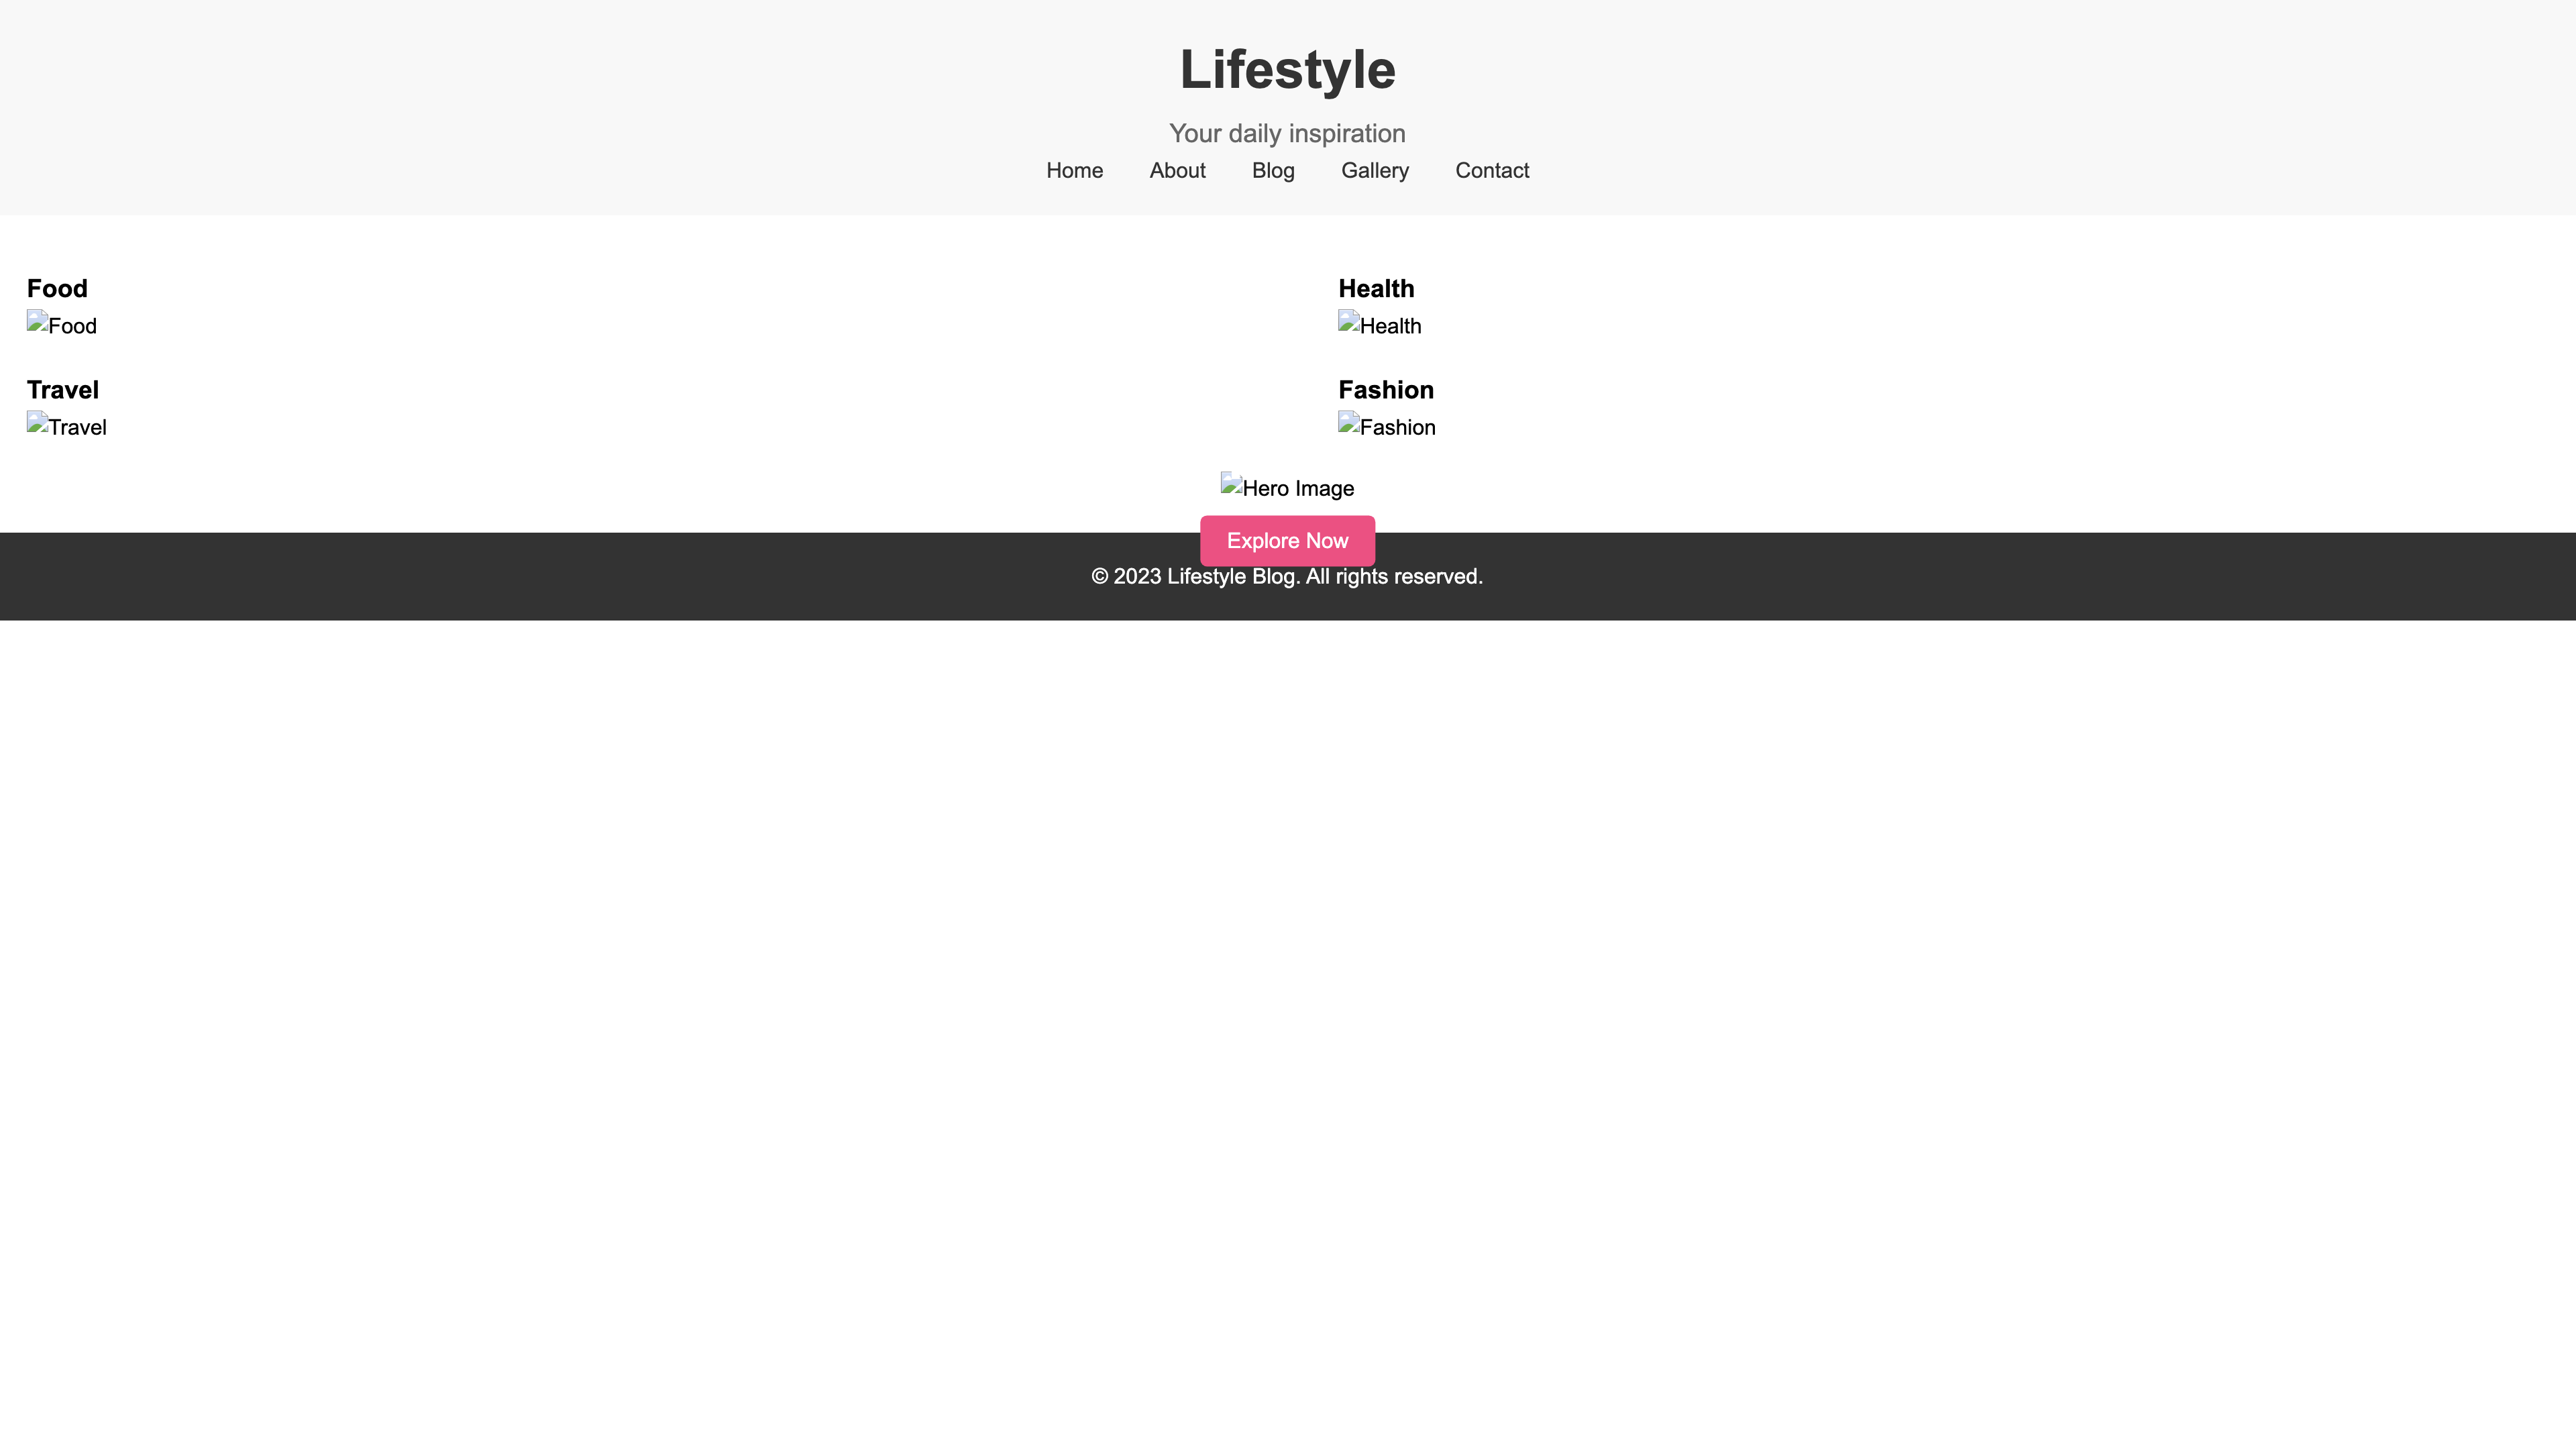 Lifestyle
Your daily inspiration
Home About Blog Gallery Contact
Food
Food
Health
Health
Travel
Travel
Fashion
Fashion
Hero Image
Explore Now
© 2023 Lifestyle Blog. All rights reserved.